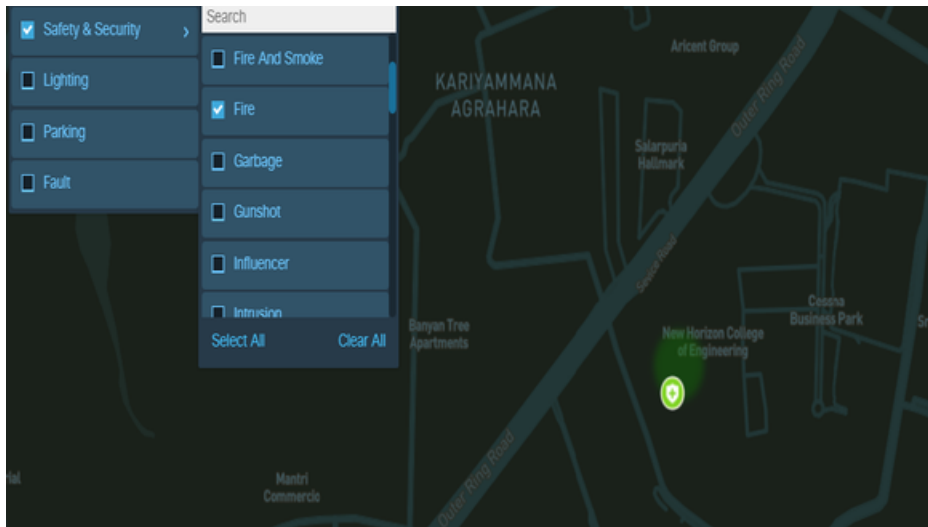 Safety & Security
Lighting
Parking
Fault
Search
Fire And Smoke
Fire
Garbage
Gunshot
Influencer
Intrusion
Select All
Clear All
Aricent Group
KARIYAMMANA
AGRAHARA
Outer Ring Road
Salarpuria
Hallmark
Sevice Road
Cessna
Business Park
Banyan Tree
Apartments
New Horizon College
of Engineering
Outer Ring Road
Mantri
Commercio